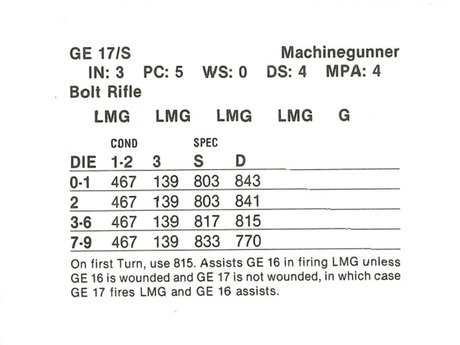 GE 17/S Machinegunner
IN: 3 PC: 5 WS: 0 DS: 4 MPA: 4
Bolt Rifle
LMG LMG LMG LMG G
COND SPEC
DIE 1-2 3 S D
0-1 467 139 803 843
2 467 139 803 841
3-6 467 139 817 815
7-9 467 139 833 770
On first Turn, use 815. Assists GE 16 in firing LMG unless
GE 16 is wounded and GE 17 is not wounded, in which case
GE 17 fires LMG and GE 16 assists.